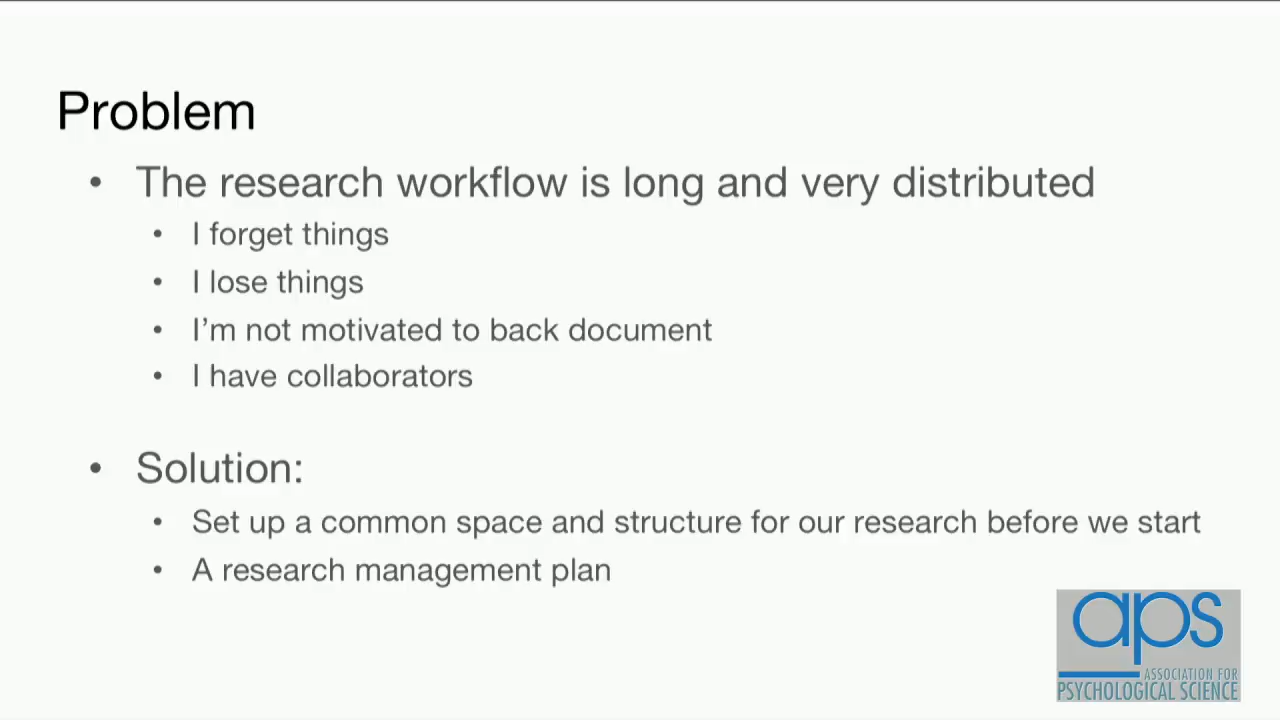 Problem
• The research workflow is long and very distributed
• I forget things
• I lose things
• I’m not motivated to back document
• I have collaborators
• Solution:
• Set up a common space and structure for our research before we start
• A research management plan
aps
ASSOCIATION FOR
PSYCHOLOGICAL SCIENCE